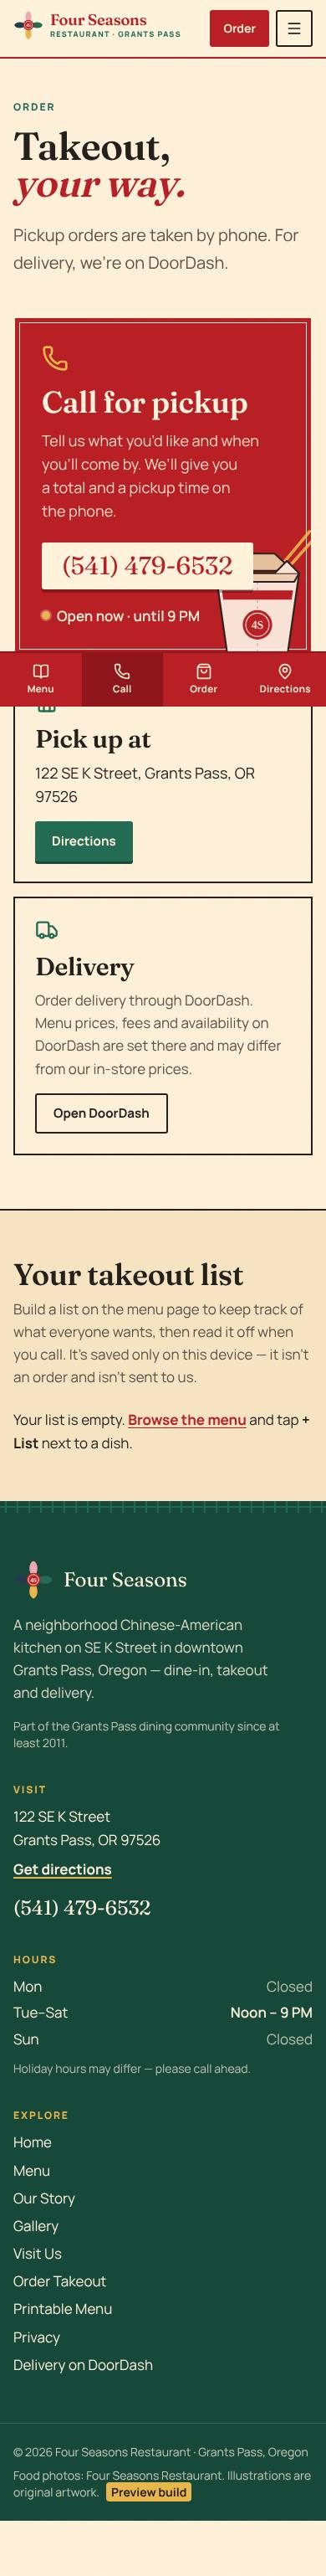 Four Seasons
RESTAURANT · GRANTS PASS
Order
ORDER
Takeout,
your way.
Pickup orders are taken by phone. For
delivery, we’re on DoorDash.
Call for pickup
Tell us what you’d like and when
you’ll come by. We’ll give you
a total and a pickup time on
the phone.
(541) 479-6532
Open now · until 9 PM
4S
Menu
Call
Order
Directions
Pick up at
122 SE K Street, Grants Pass, OR
97526
Directions
Delivery
Order delivery through DoorDash.
Menu prices, fees and availability on
DoorDash are set there and may differ
from our in-store prices.
Open DoorDash
Your takeout list
Build a list on the menu page to keep track of
what everyone wants, then read it off when
you call. It’s saved only on this device — it isn’t
an order and isn’t sent to us.
Your list is empty. Browse the menu and tap +
List next to a dish.
4S
Four Seasons
A neighborhood Chinese-American
kitchen on SE K Street in downtown
Grants Pass, Oregon — dine-in, takeout
and delivery.
Part of the Grants Pass dining community since at
least 2011.
VISIT
122 SE K Street
Grants Pass, OR 97526
Get directions
(541) 479-6532
HOURS
Mon Closed
Tue–Sat Noon – 9 PM
Sun Closed
Holiday hours may differ — please call ahead.
EXPLORE
Home
Menu
Our Story
Gallery
Visit Us
Order Takeout
Printable Menu
Privacy
Delivery on DoorDash
© 2026 Four Seasons Restaurant · Grants Pass, Oregon
Food photos: Four Seasons Restaurant. Illustrations are
original artwork. Preview build